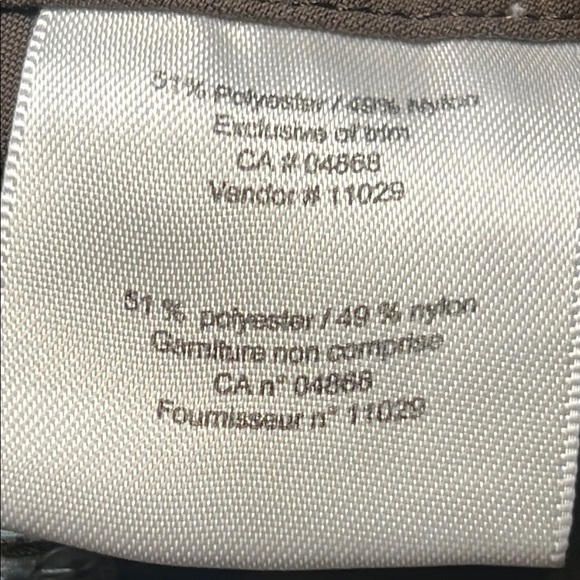 51% Polyester / 49% Nylon
Exclusive of trim
CA # 04868
Vendor # 11029
51 % polyester / 49 % nylon
Garniture non comprise
CA n° 04868
Fournisseur n° 11029